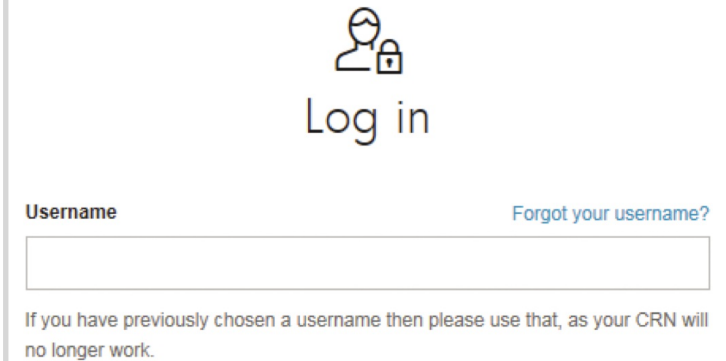 Log in
Username
Forgot your username?
If you have previously chosen a username then please use that, as your CRN will
no longer work.